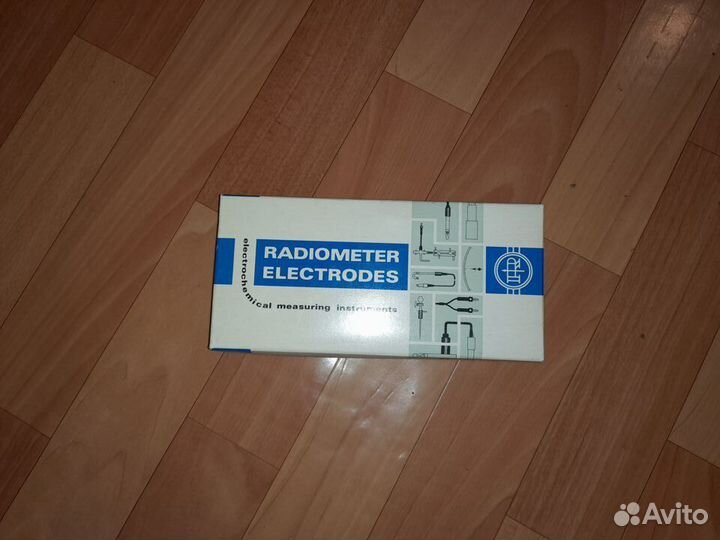 RADIOMETER
ELECTRODES
electrochemical measuring instruments
Avito